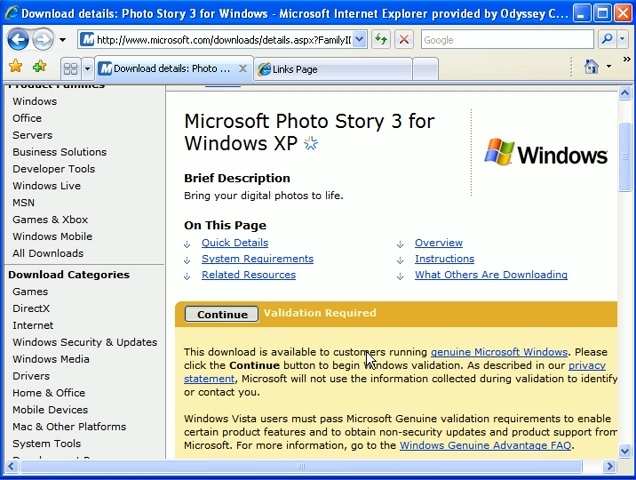 Download details: Photo Story 3 for Windows - Microsoft Internet Explorer provided by Odyssey C...
http://www.microsoft.com/downloads/details.aspx?FamilyI
Google
Download details: Photo ...
Links Page
Product Families
Windows
Office
Servers
Business Solutions
Developer Tools
Windows Live
MSN
Games & Xbox
Windows Mobile
All Downloads
Download Categories
Games
DirectX
Internet
Windows Security & Updates
Windows Media
Drivers
Home & Office
Mobile Devices
Mac & Other Platforms
System Tools
Microsoft Photo Story 3 for
Windows XP
Windows
Brief Description
Bring your digital photos to life.
On This Page
Quick Details
Overview
System Requirements
Instructions
Related Resources
What Others Are Downloading
Continue Validation Required
This download is available to customers running genuine Microsoft Windows. Please
click the Continue button to begin Windows validation. As described in our privacy
statement, Microsoft will not use the information collected during validation to identify
or contact you.
Windows Vista users must pass Microsoft Genuine validation requirements to enable
certain product features and to obtain non-security updates and product support from
Microsoft. For more information, go to the Windows Genuine Advantage FAQ.